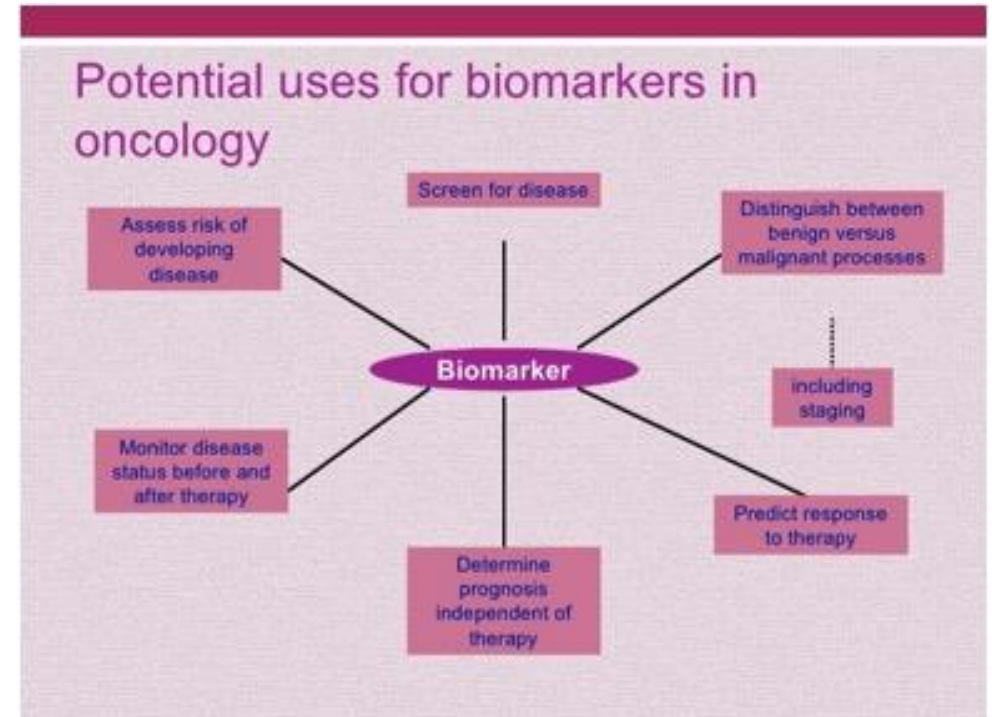 Potential uses for biomarkers in
oncology
Screen for disease
Assess risk of
developing
disease
Distinguish between
benign versus
malignant processes
Biomarker
including
staging
Monitor disease
status before and
after therapy
Predict response
to therapy
Determine
prognosis
independent of
therapy